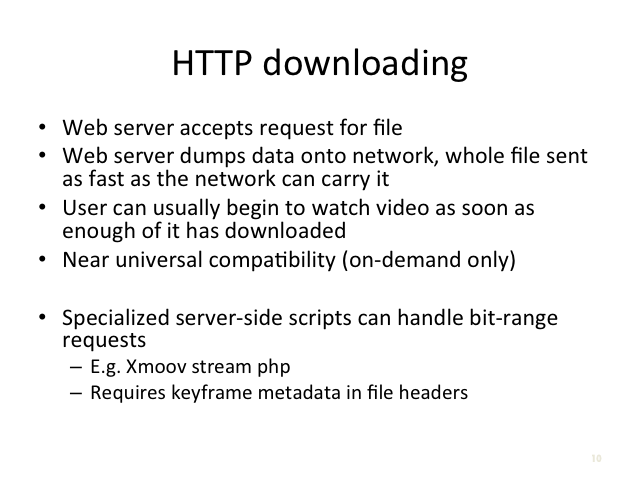 HTTP downloading
• Web server accepts request for file
• Web server dumps data onto network, whole file sent
as fast as the network can carry it
• User can usually begin to watch video as soon as
enough of it has downloaded
• Near universal compatibility (on-demand only)
• Specialized server-side scripts can handle bit-range
requests
– E.g. Xmoov stream php
– Requires keyframe metadata in file headers
10